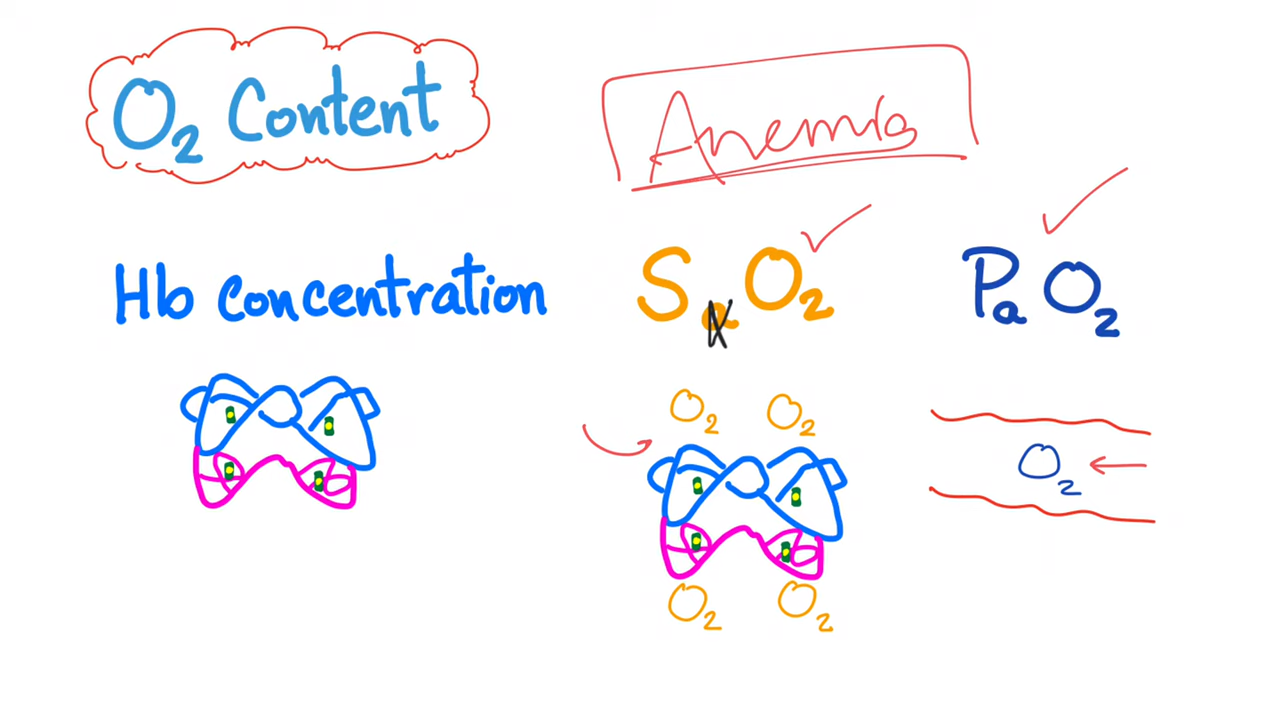 O₂ Content
Anemia
Hb concentration
SaO₂
PaO₂
O₂ O₂
O₂
O₂ O₂